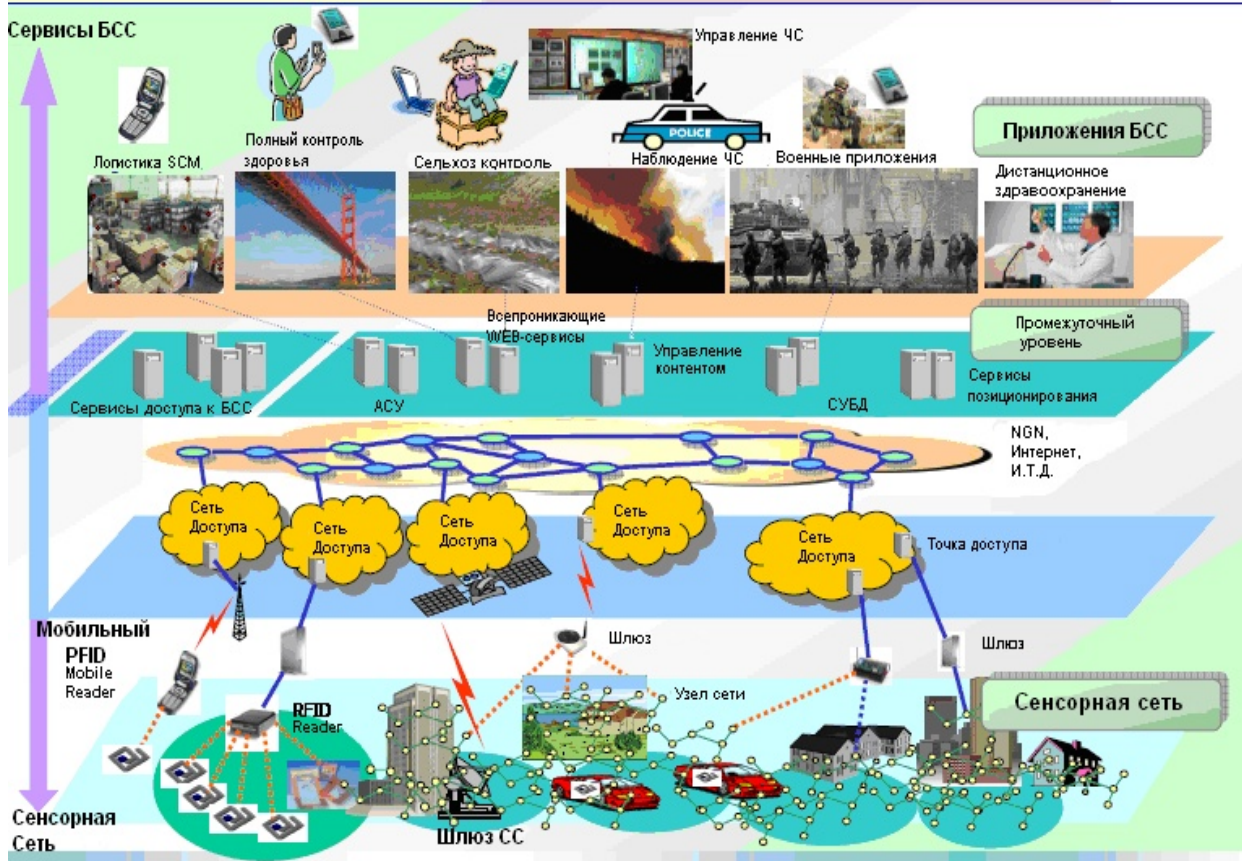 Сервисы БСС
Управление ЧС
POLICE
Приложения БСС
Полный контроль
здоровья
Логистика SCM,
Сельхоз контроль
Наблюдение ЧС
Военные приложения
Дистанционное
здравоохранение
Всепроникающие
WEB-сервисы
Промежуточный
уровень
Управление
контентом
Сервисы
позиционирования
Сервисы доступа к БСС
АСУ
СУБД
NGN,
Интернет,
И.Т.Д.
Сеть
Доступа
Сеть
Доступа
Сеть
Доступа
Сеть
Доступа
Сеть
Доступа
Точка доступа
Мобильный
PFID
Mobile
Reader
Шлюз
Шлюз
Узел сети
RFID
Reader
Сенсорная сеть
Сенсорная
Сеть
Шлюз СС